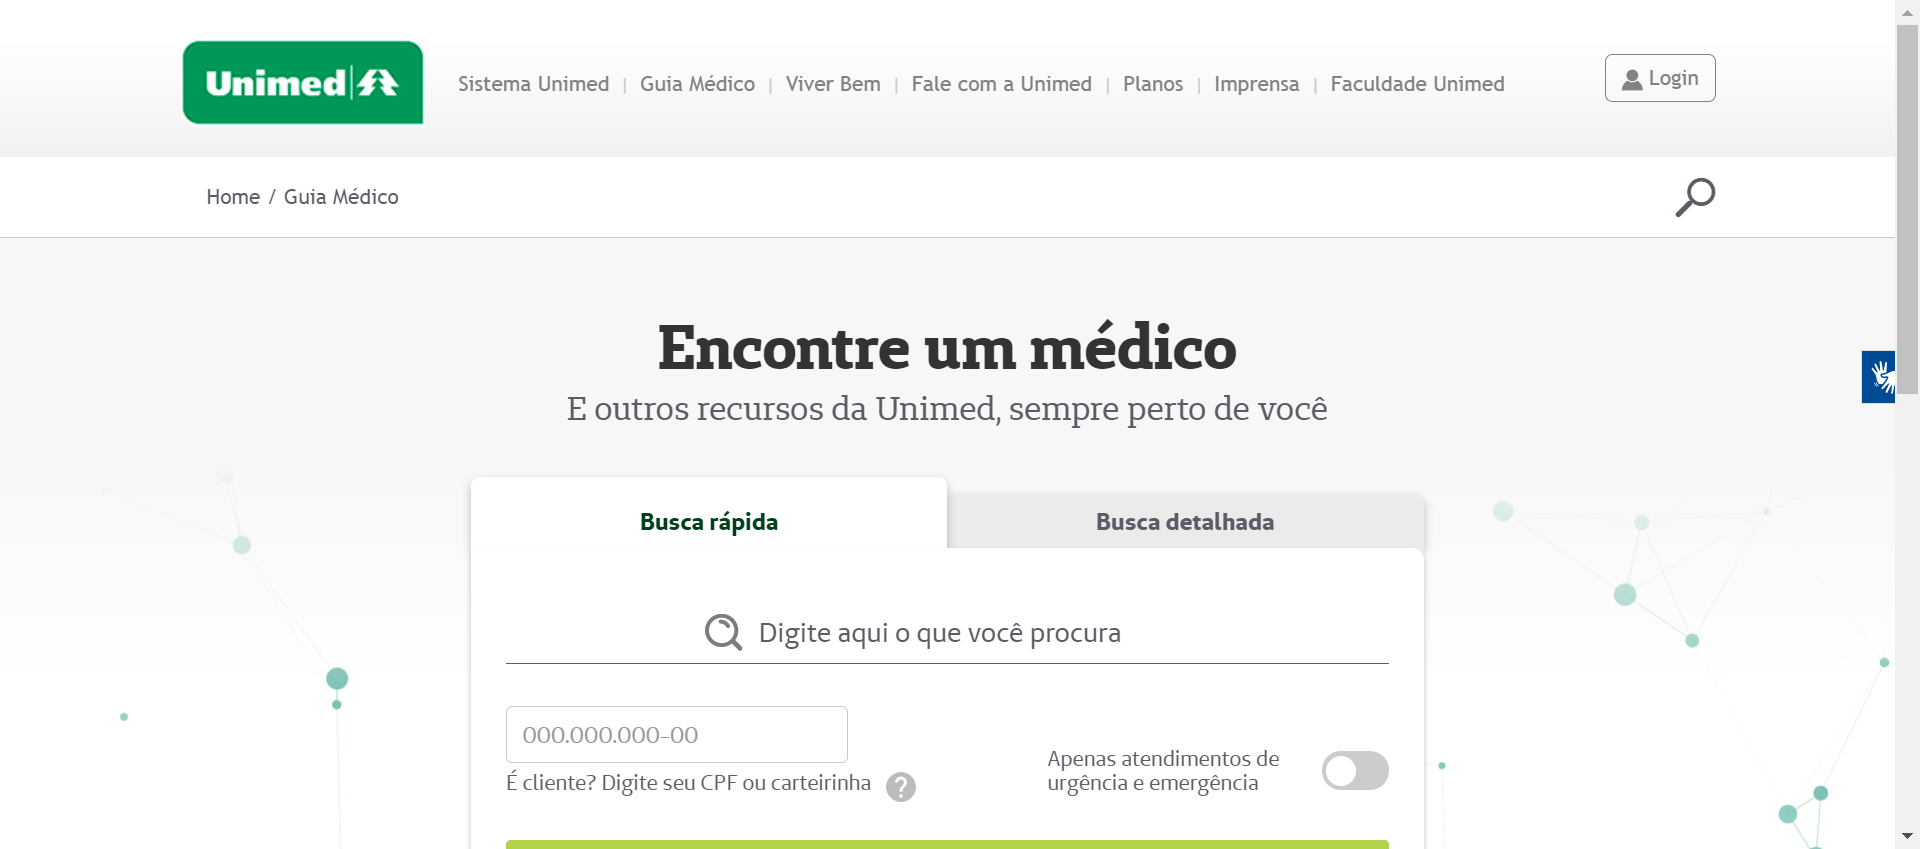 Unimed
Sistema Unimed | Guia Médico | Viver Bem | Fale com a Unimed | Planos | Imprensa | Faculdade Unimed
Login
Home / Guia Médico
Encontre um médico
E outros recursos da Unimed, sempre perto de você
Busca rápida
Busca detalhada
Digite aqui o que você procura
000.000.000-00
É cliente? Digite seu CPF ou carteirinha ?
Apenas atendimentos de
urgência e emergência